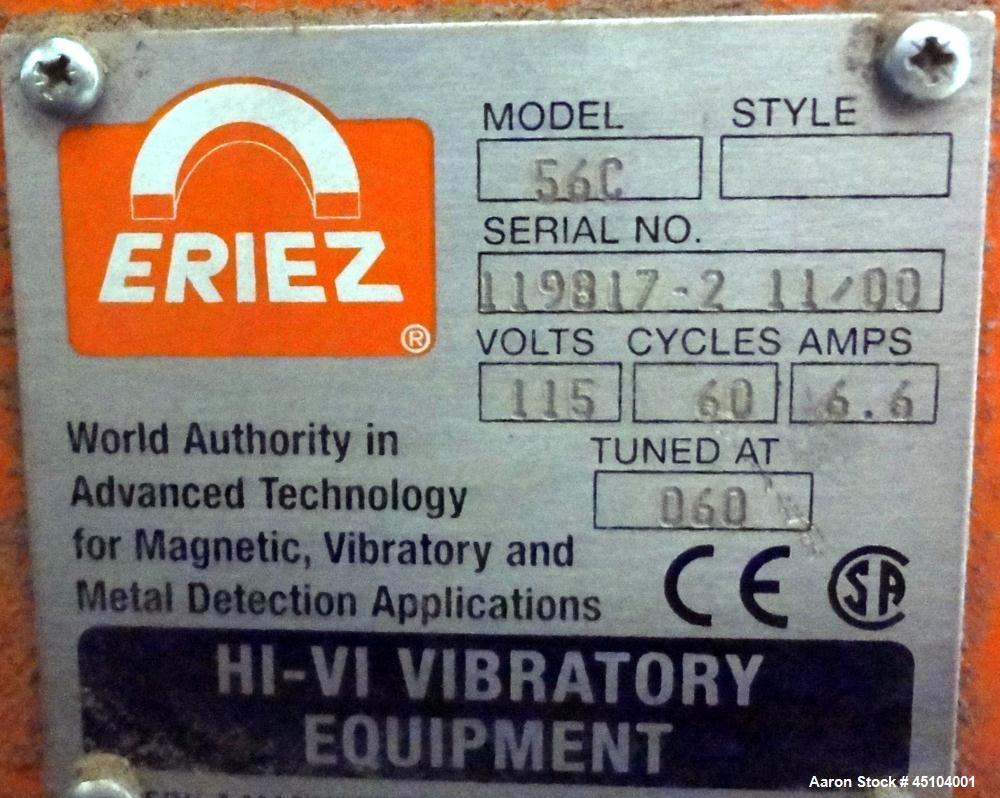 ERIEZ
®
MODEL STYLE
56C
SERIAL NO.
119817-2 11/00
VOLTS CYCLES AMPS
115 60 6.6
TUNED AT
060
World Authority in
Advanced Technology
for Magnetic, Vibratory and
Metal Detection Applications
CE SA
HI-VI VIBRATORY
EQUIPMENT
Aaron Stock # 45104001